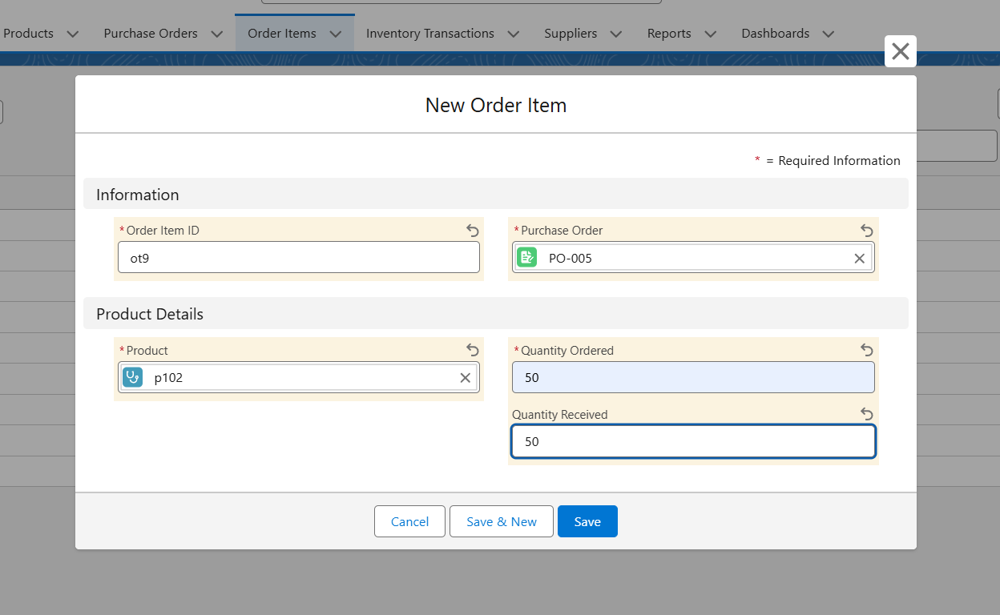 Products Purchase Orders Order Items Inventory Transactions Suppliers Reports Dashboards
New Order Item
* = Required Information
Information
*Order Item ID *Purchase Order
ot9 PO-005
Product Details
*Product *Quantity Ordered
p102 50
Quantity Received
50
Cancel Save & New Save